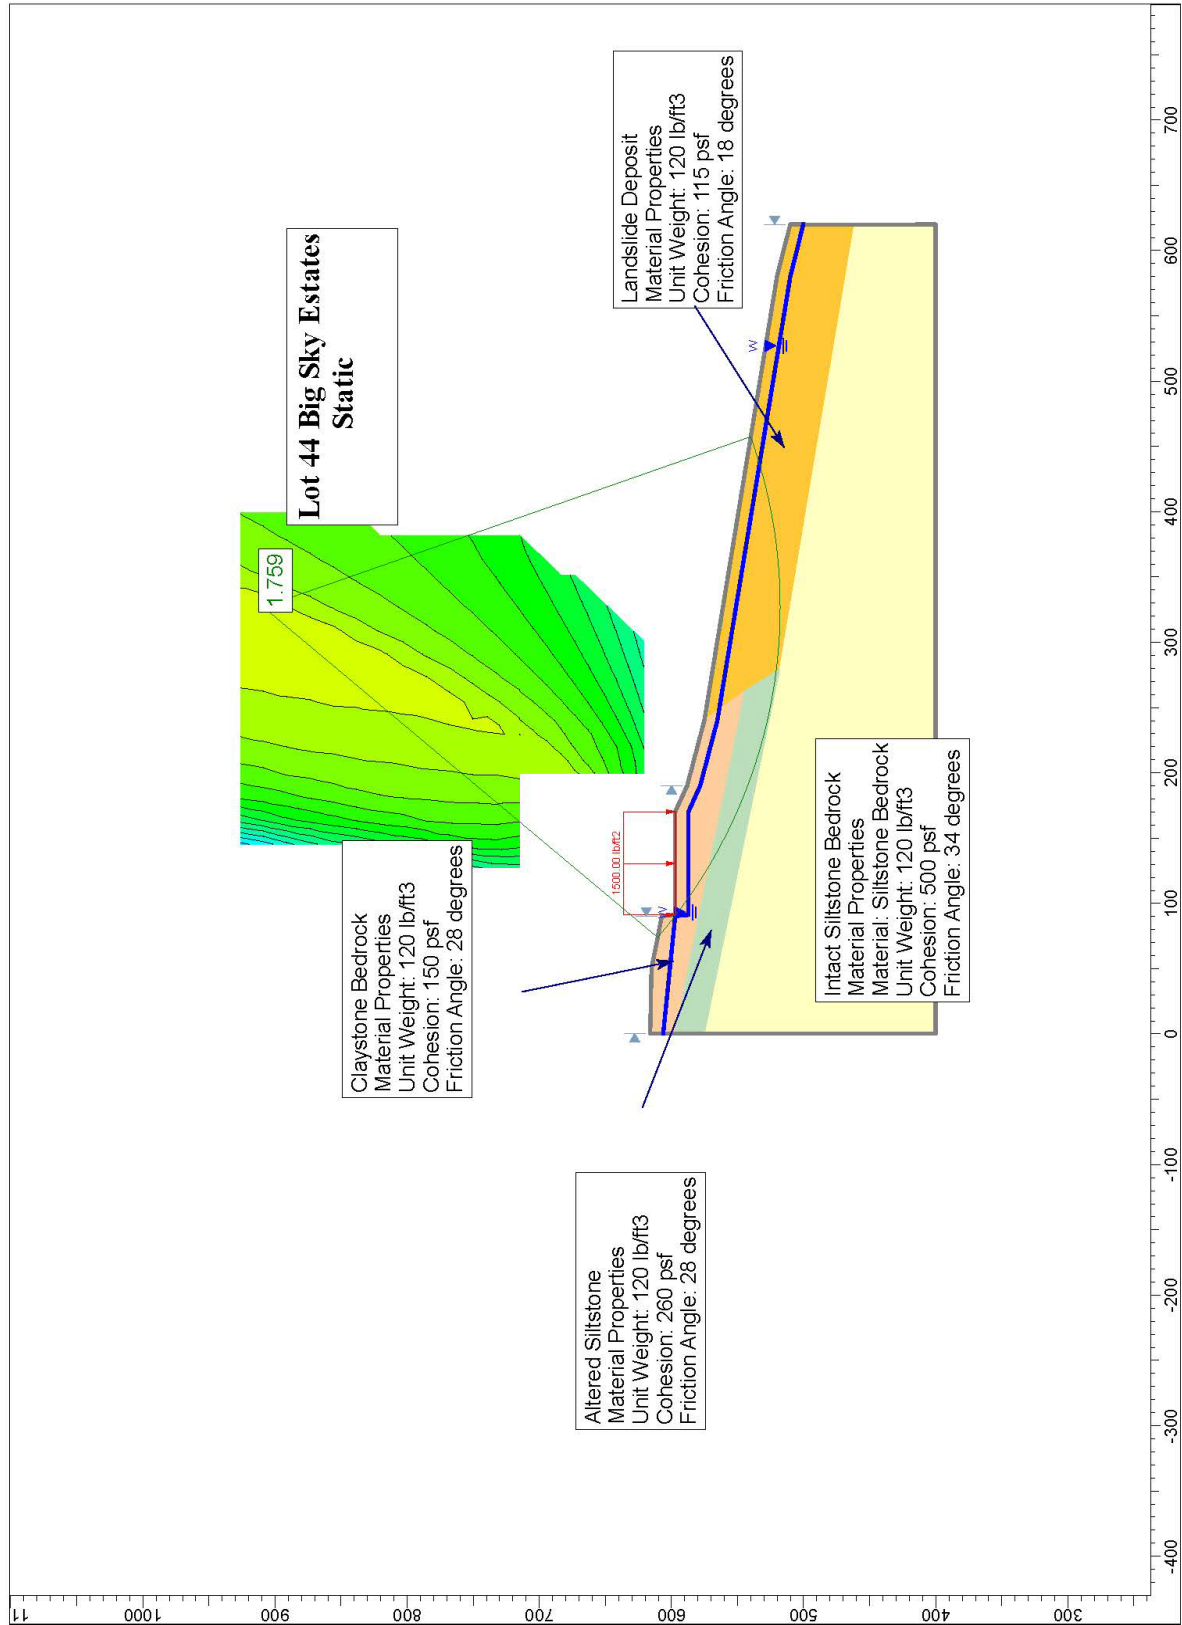 Lot 44 Big Sky Estates
Static
1.759
Claystone Bedrock
Material Properties
Unit Weight: 120 lb/ft3
Cohesion: 150 psf
Friction Angle: 28 degrees
Landslide Deposit
Material Properties
Unit Weight: 120 lb/ft3
Cohesion: 115 psf
Friction Angle: 18 degrees
1500.00 lb/ft2
W
W
Altered Siltstone
Material Properties
Unit Weight: 120 lb/ft3
Cohesion: 260 psf
Friction Angle: 28 degrees
Intact Siltstone Bedrock
Material Properties
Material: Siltstone Bedrock
Unit Weight: 120 lb/ft3
Cohesion: 500 psf
Friction Angle: 34 degrees
11
1000
900
800
700
600
500
400
300
-400
-300
-200
-100
0
100
200
300
400
500
600
700